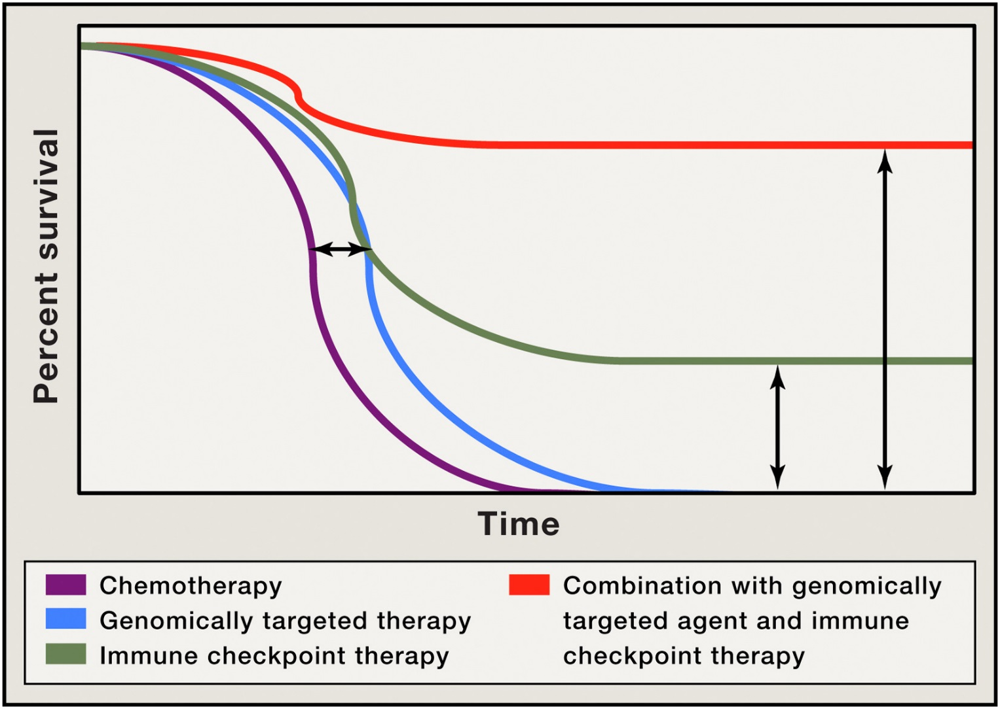 Percent survival
Time
Chemotherapy
Genomically targeted therapy
Immune checkpoint therapy
Combination with genomically
targeted agent and immune
checkpoint therapy